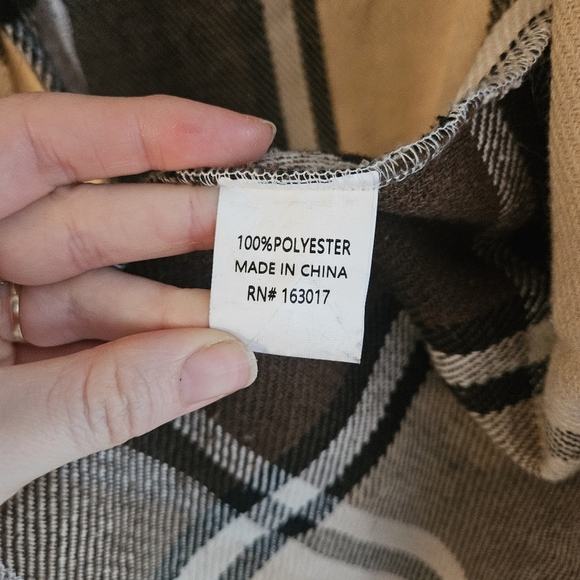 100%POLYESTER
MADE IN CHINA
RN# 163017